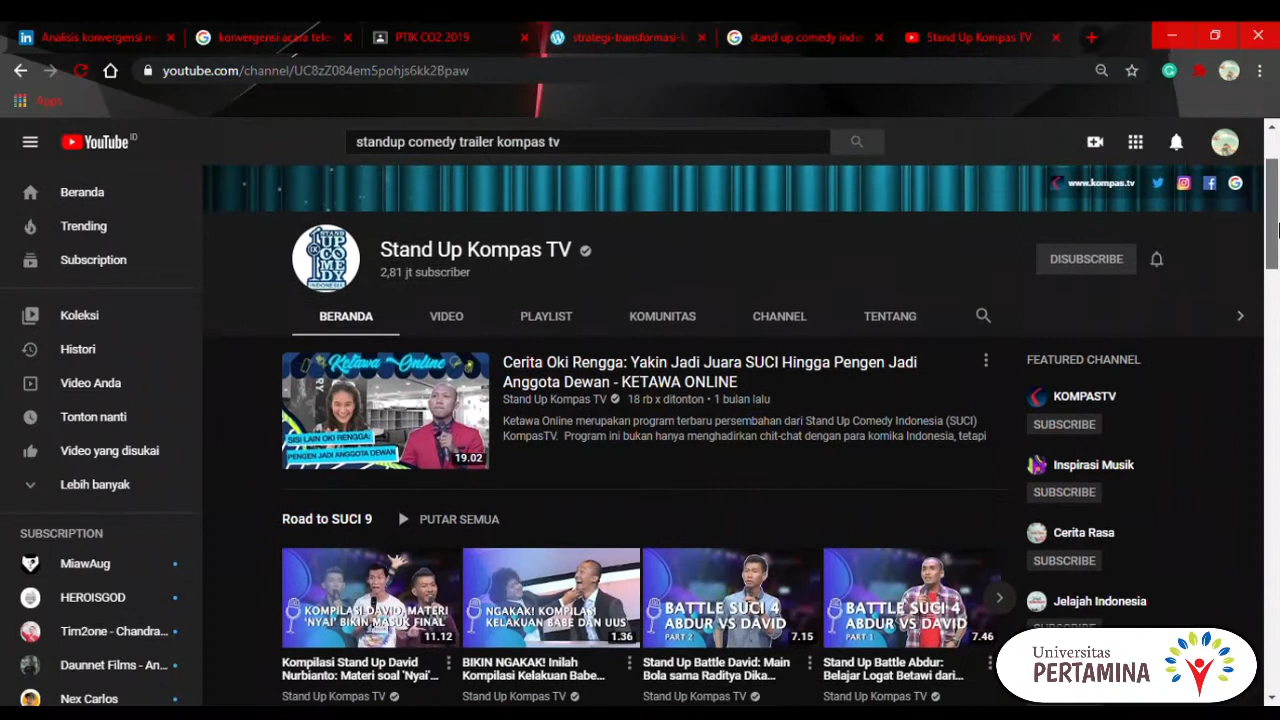 Analisis konvergensi m
konvergensi acara tele
PTIK CO2 2019
strategi-transformasi-k
stand up comedy indo
Stand Up Kompas TV
youtube.com/channel/UC8zZ084em5pohjs6kk2Bpaw
Apps
YouTube ID
standup comedy trailer kompas tv
www.kompas.tv
Beranda
Trending
Subscription
Koleksi
Histori
Video Anda
Tonton nanti
Video yang disukai
Lebih banyak
SUBSCRIPTION
MiawAug
HEROISGOD
Tim2one - Chandra...
Daunnet Films - An...
Nex Carlos
STAND UP COMEDY INDONESIA
Stand Up Kompas TV
2,81 jt subscriber
DISUBSCRIBE
BERANDA
VIDEO
PLAYLIST
KOMUNITAS
CHANNEL
TENTANG
Ketawa Online
SISI LAIN OKI RENGGA:
PENGEN JADI ANGGOTA DEWAN
19.02
Cerita Oki Rengga: Yakin Jadi Juara SUCI Hingga Pengen Jadi
Anggota Dewan - KETAWA ONLINE
Stand Up Kompas TV 18 rb x ditonton • 1 bulan lalu
Ketawa Online merupakan program terbaru persembahan dari Stand Up Comedy Indonesia (SUCI)
KompasTV. Program ini bukan hanya menghadirkan chit-chat dengan para komika Indonesia, tetapi
FEATURED CHANNEL
KOMPASTV
SUBSCRIBE
Inspirasi Musik
SUBSCRIBE
Cerita Rasa
SUBSCRIBE
Jelajah Indonesia
Road to SUCI 9
PUTAR SEMUA
KOMPILASI DAVID, MATERI
'NYAI' BIKIN MASUK FINAL
11.12
Kompilasi Stand Up David
Nurbianto: Materi soal 'Nyai'...
Stand Up Kompas TV
NGAKAK! KOMPILASI
KELAKUAN BABE DAN UUS
1.36
BIKIN NGAKAK! Inilah
Kompilasi Kelakuan Babe...
Stand Up Kompas TV
BATTLE SUCI 4
ABDUR VS DAVID
PART 2
7.15
Stand Up Battle David: Main
Bola sama Raditya Dika...
Stand Up Kompas TV
BATTLE SUCI 4
ABDUR VS DAVID
PART 1
7.46
Stand Up Battle Abdur:
Belajar Logat Betawi dari...
Stand Up Kompas TV
Universitas
PERTAMINA